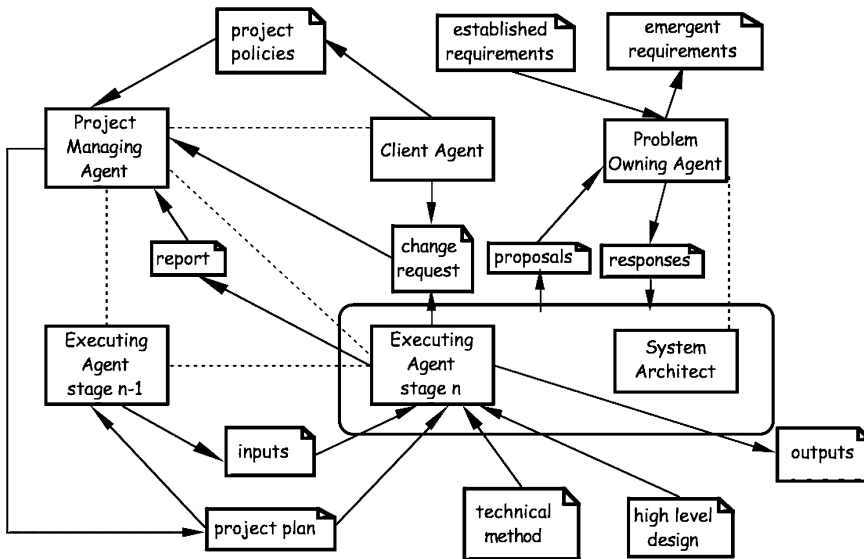 project
policies
established
requirements
emergent
requirements
Project
Managing
Agent
Client Agent
Problem
Owning Agent
report
change
request
proposals
responses
Executing
Agent
stage n-1
Executing
Agent
stage n
System
Architect
inputs
outputs
project plan
technical
method
high level
design